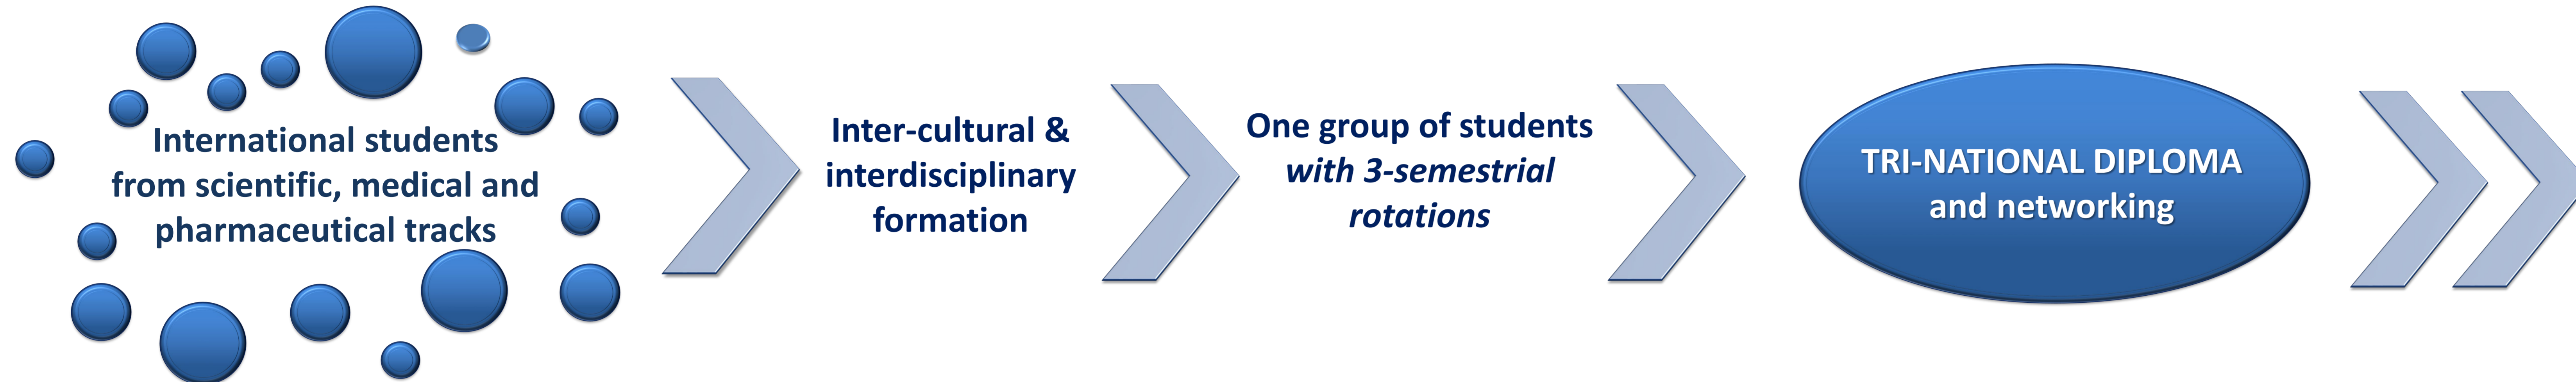 International students
from scientific, medical and
pharmaceutical tracks
Inter-cultural &
interdisciplinary
formation
One group of students
with 3-semestrial
rotations
TRI-NATIONAL DIPLOMA
and networking